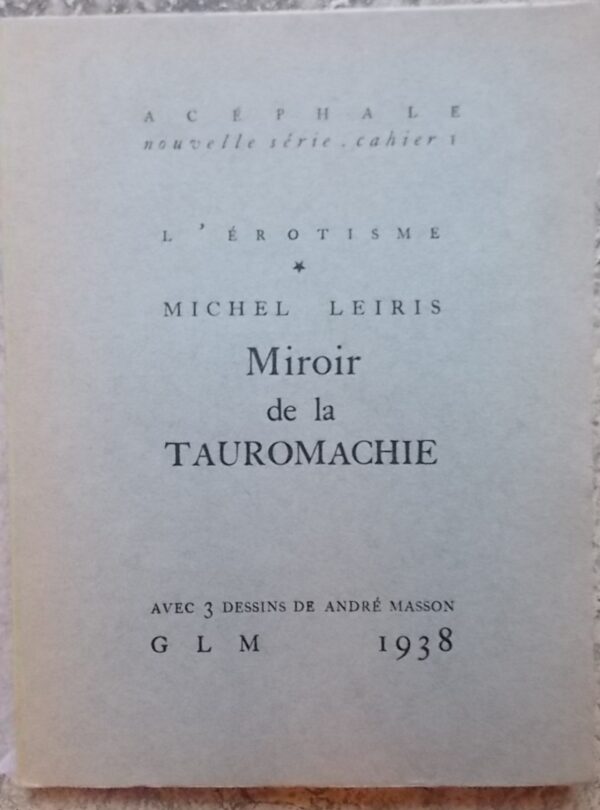 ACÉPHALE
nouvelle série . cahier 1
L'ÉROTISME
MICHEL LEIRIS
Miroir
de la
TAUROMACHIE
AVEC 3 DESSINS DE ANDRÉ MASSON
GLM 1938